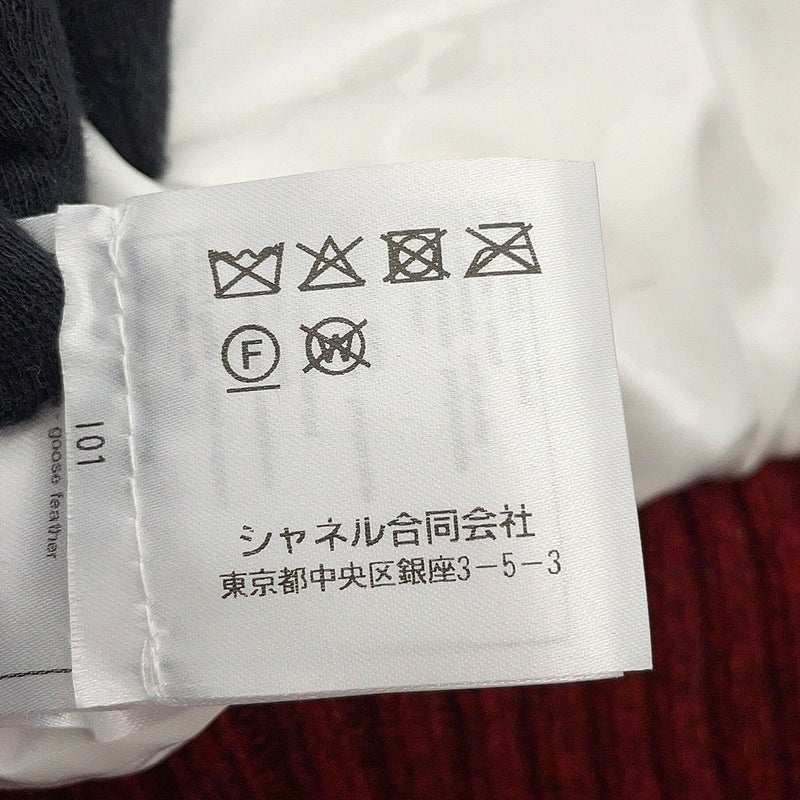 F
W
シャネル合同会社
東京都中央区銀座3-5-3
101
goose feather